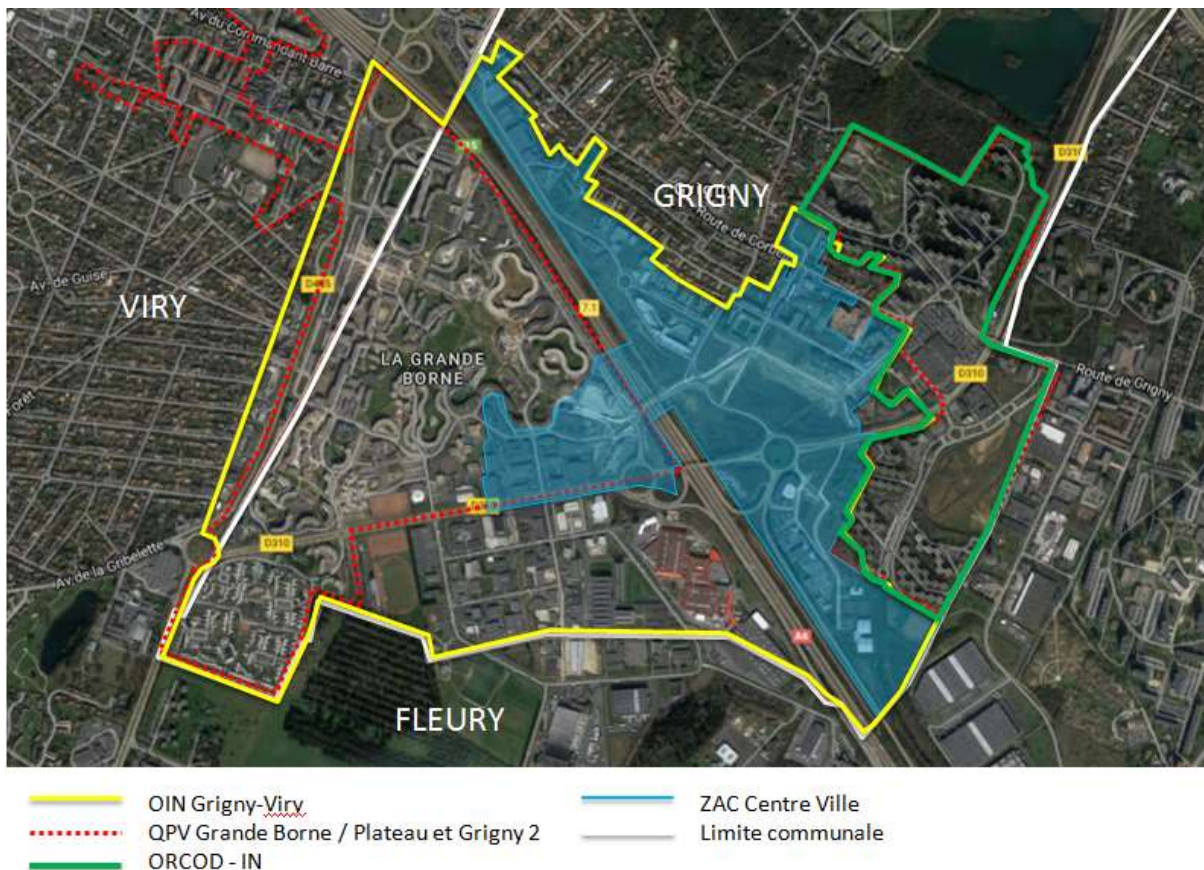 Av du Commandant Barre
GRIGNY
Route de Corbeil
D310
Av. de Guise
VIRY
7.1
LA GRANDE
BORNE
D310
Route de Grigny
D310
Av. de la Gribelette
A6
FLEURY
OIN Grigny-Viry
QPV Grande Borne / Plateau et Grigny 2
ORCOD - IN
ZAC Centre Ville
Limite communale